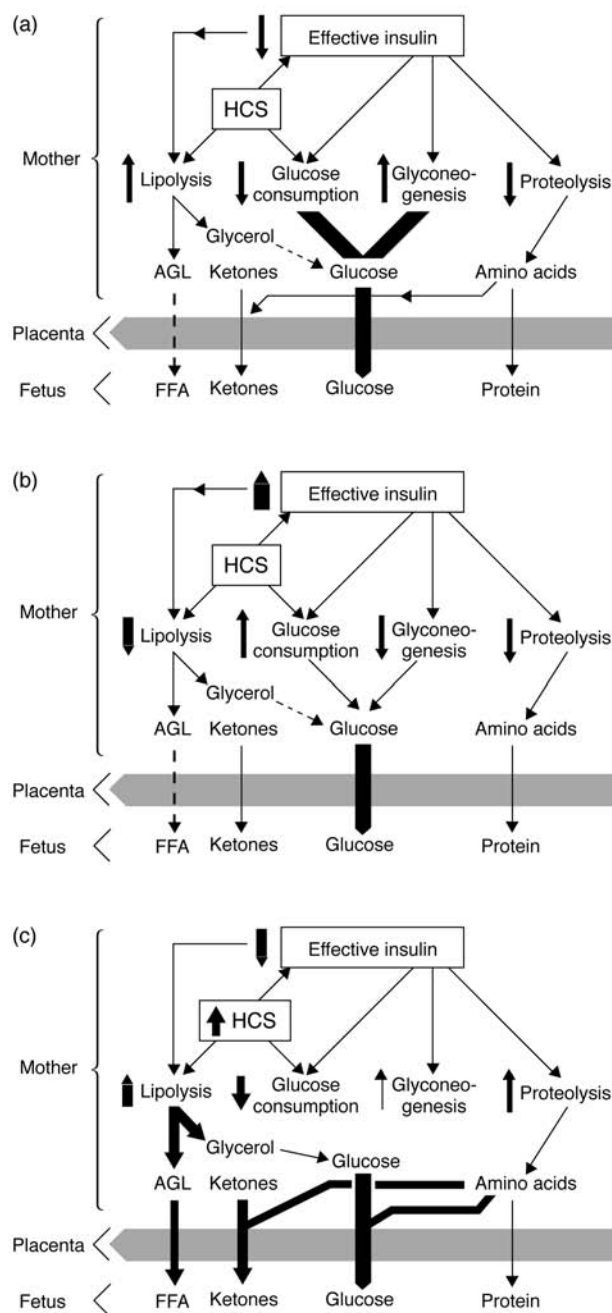 (a)
Effective insulin
HCS
Mother
Lipolysis
Glucose
consumption
Glyconeo-
genesis
Proteolysis
Glycerol
AGL
Ketones
Glucose
Amino acids
Placenta
Fetus
FFA
Ketones
Glucose
Protein
(b)
Effective insulin
HCS
Mother
Lipolysis
Glucose
consumption
Glyconeo-
genesis
Proteolysis
Glycerol
AGL
Ketones
Glucose
Amino acids
Placenta
Fetus
FFA
Ketones
Glucose
Protein
(c)
Effective insulin
HCS
Mother
Lipolysis
Glucose
consumption
Glyconeo-
genesis
Proteolysis
Glycerol
Glucose
AGL
Ketones
Amino acids
Placenta
Fetus
FFA
Ketones
Glucose
Protein